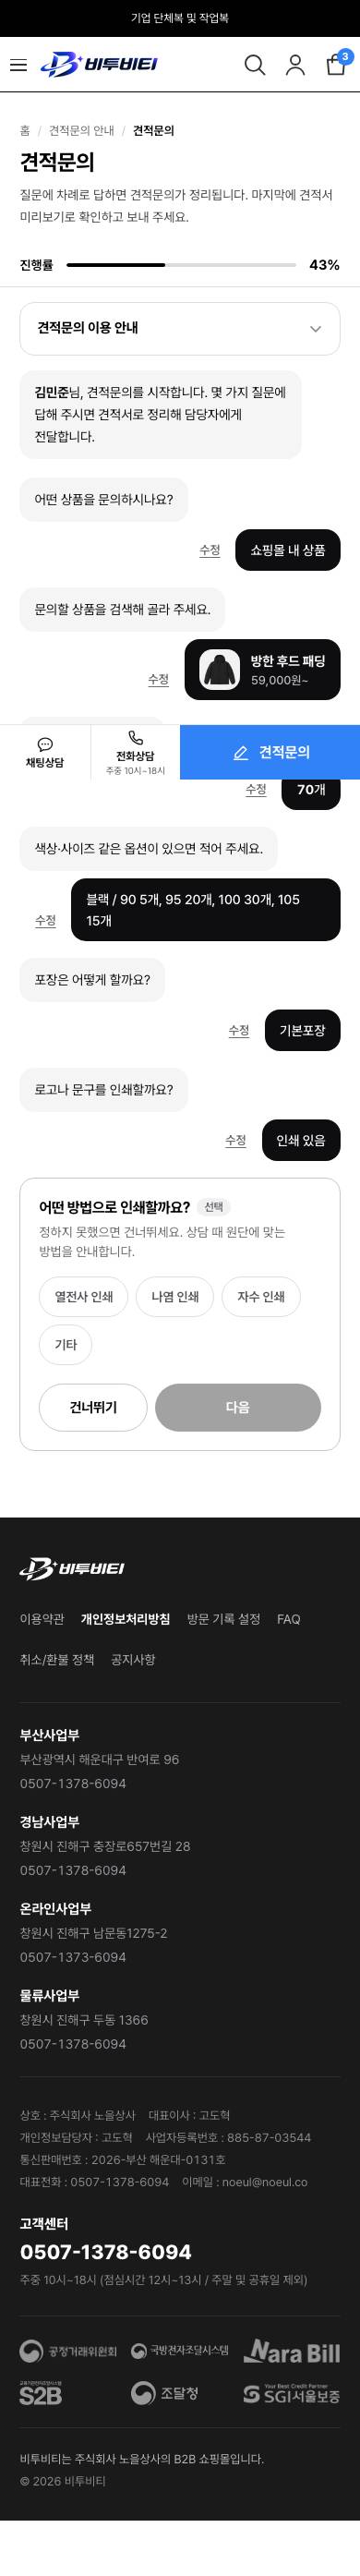 기업 단체복 및 작업복
비투비티
3
홈 / 견적문의 안내 / 견적문의
견적문의
질문에 차례로 답하면 견적문의가 정리됩니다. 마지막에 견적서
미리보기로 확인하고 보내 주세요.
진행률 43%
견적문의 이용 안내
김민준님, 견적문의를 시작합니다. 몇 가지 질문에
답해 주시면 견적서로 정리해 담당자에게
전달합니다.
어떤 상품을 문의하시나요?
수정 쇼핑몰 내 상품
문의할 상품을 검색해 골라 주세요.
방한 후드 패딩
수정 59,000원~
채팅상담 전화상담 견적문의
주중 10시~18시
수정 70개
색상·사이즈 같은 옵션이 있으면 적어 주세요.
블랙 / 90 5개, 95 20개, 100 30개, 105
수정 15개
포장은 어떻게 할까요?
수정 기본포장
로고나 문구를 인쇄할까요?
수정 인쇄 있음
어떤 방법으로 인쇄할까요? 선택
정하지 못했으면 건너뛰세요. 상담 때 원단에 맞는
방법을 안내합니다.
열전사 인쇄 나염 인쇄 자수 인쇄
기타
건너뛰기 다음
비투비티
이용약관 개인정보처리방침 방문 기록 설정 FAQ
취소/환불 정책 공지사항
부산사업부
부산광역시 해운대구 반여로 96
0507-1378-6094
경남사업부
창원시 진해구 충장로657번길 28
0507-1378-6094
온라인사업부
창원시 진해구 남문동1275-2
0507-1373-6094
물류사업부
창원시 진해구 두동 1366
0507-1378-6094
상호 : 주식회사 노을상사 대표이사 : 고도혁
개인정보담당자 : 고도혁 사업자등록번호 : 885-87-03544
통신판매번호 : 2026-부산 해운대-0131호
대표전화 : 0507-1378-6094 이메일 : noeul@noeul.co
고객센터
0507-1378-6094
주중 10시~18시 (점심시간 12시~13시 / 주말 및 공휴일 제외)
공정거래위원회 국방전자조달시스템 Nara Bill
S2B 조달청 Your Best Credit Partner
SGI서울보증
비투비티는 주식회사 노을상사의 B2B 쇼핑몰입니다.
© 2026 비투비티